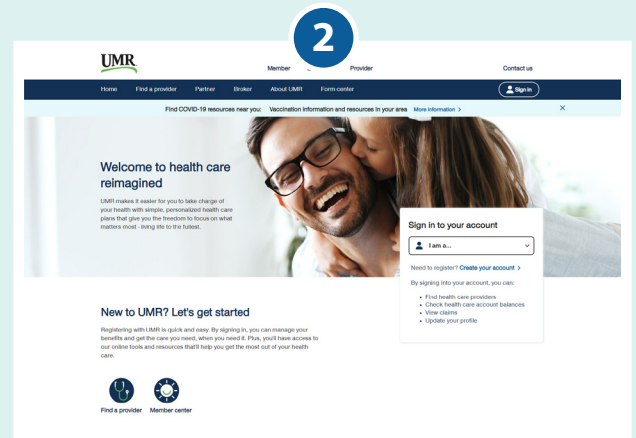 2
UMR
Member
Provider
Contact us
Home Find a provider Partner Broker About UMR Form center
Sign in
Find COVID-19 resources near you: Vaccination information and resources in your area More information >
Welcome to health care
reimagined
UMR makes it easier for you to take charge of
your health with simple, personalized health care
plans that give you the freedom to focus on what
matters most - living life to the fullest.
Sign in to your account
I am a...
Need to register? Create your account >
By signing into your account, you can:
• Find health care providers
• Check health care account balances
• View claims
• Update your profile
New to UMR? Let's get started
Registering with UMR is quick and easy. By signing in, you can manage your
benefits and get the care you need, when you need it. Plus, you'll have access to
our online tools and resources that'll help you get the most out of your health
care.
Find a provider
Member center